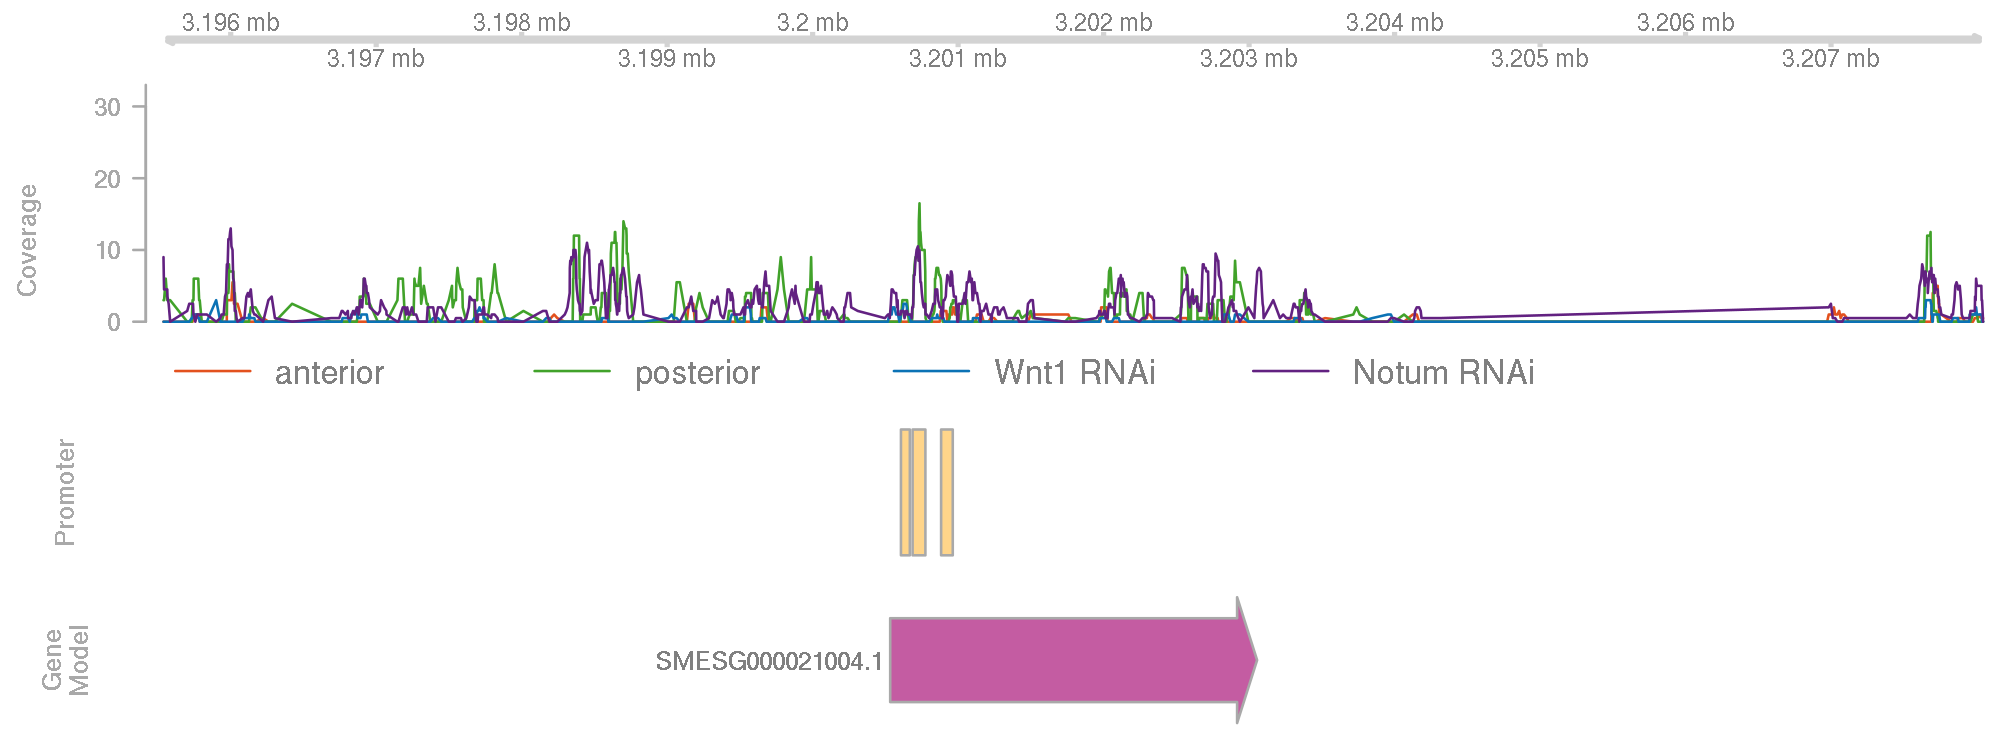 3.196 mb 3.198 mb 3.2 mb 3.202 mb 3.204 mb 3.206 mb
3.197 mb 3.199 mb 3.201 mb 3.203 mb 3.205 mb 3.207 mb
Coverage
30
20
10
0
anterior posterior Wnt1 RNAi Notum RNAi
Promoter
Gene
Model
SMESG000021004.1